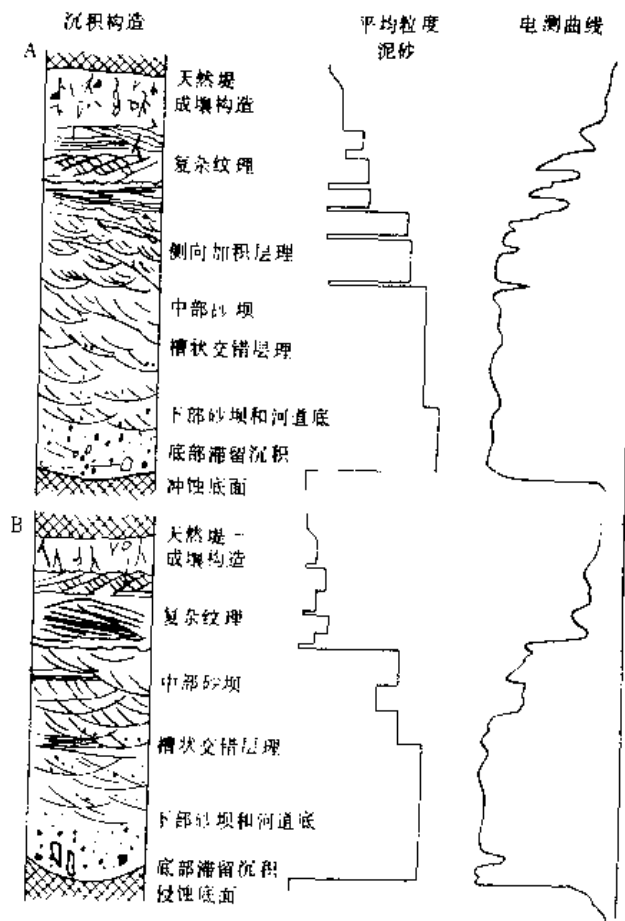 沉积构造 平均粒度 电测曲线
泥砂
A
天然堤
成壤构造
复杂纹理
侧向加积层理
中部砂坝
槽状交错层理
下部砂坝和河道底
底部滞留沉积
冲蚀底面
B
天然堤-
成壤构造
复杂纹理
中部砂坝
槽状交错层理
下部砂坝和河道底
底部滞留沉积
侵蚀底面